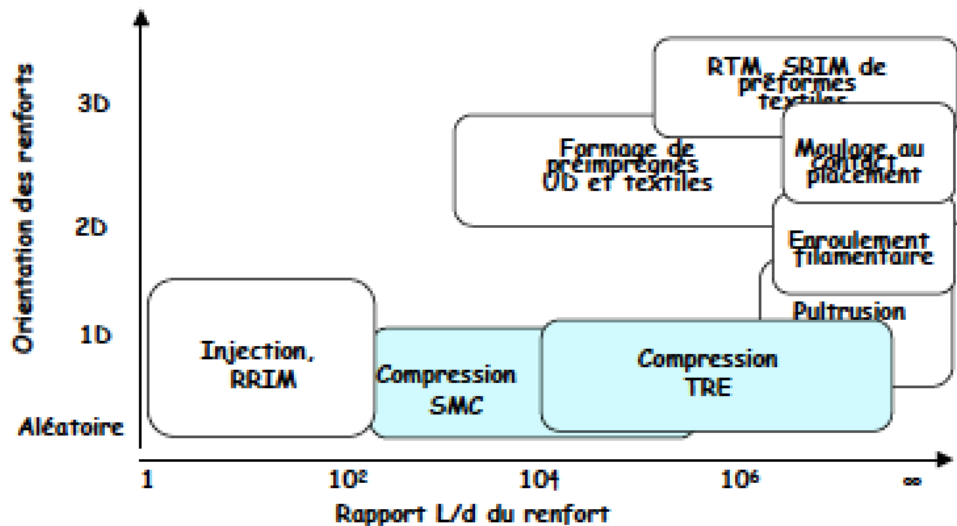 RTM, SRIM de
préformes
textiles
3D
Formage de
préimprégnés
UD et textiles
Moulage au
contact
placement
2D
Enroulement
filamentaire
Pultrusion
1D
Injection,
RRIM
Compression
SMC
Compression
TRE
Aléatoire
Orientation des renforts
1
10²
10⁴
10⁶
∞
Rapport L/d du renfort